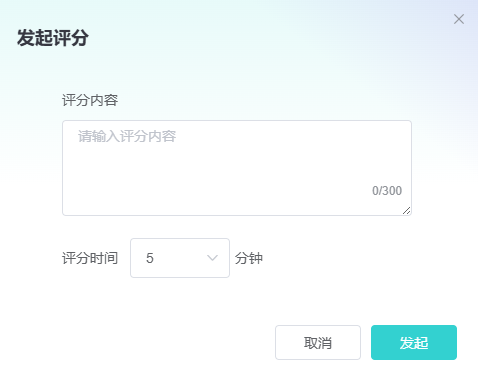 发起评分
评分内容
请输入评分内容
0/300
评分时间 5 分钟
取消 发起